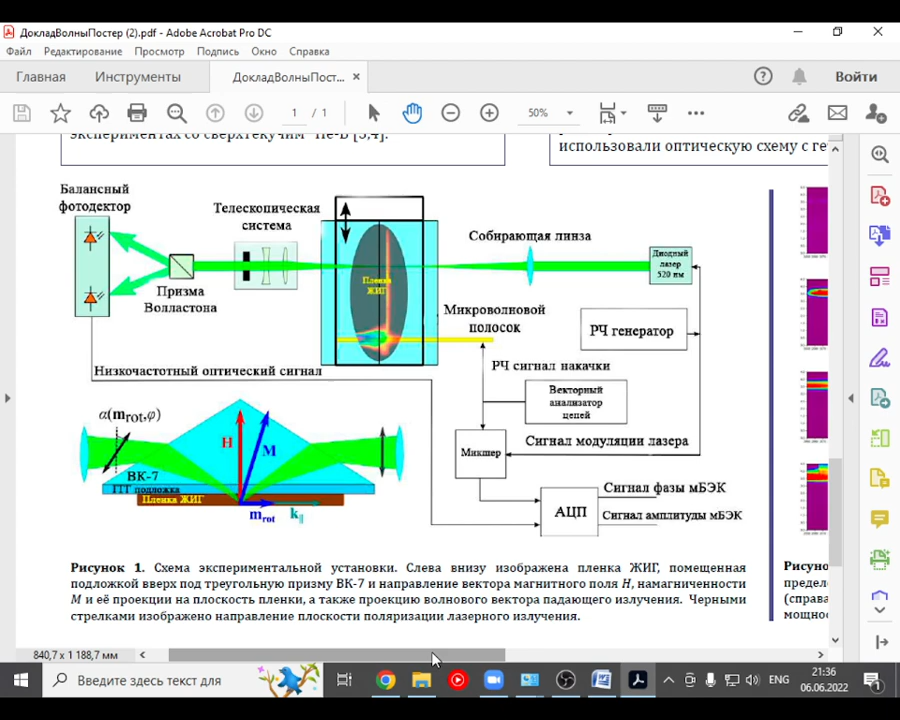 ДокладВолныПостер (2).pdf - Adobe Acrobat Pro DC
Файл Редактирование Просмотр Подпись Окно Справка
Главная Инструменты ДокладВолныПост... × Войти
1 / 1 50%
экспериментах со сверхтекучим ³He-B [3,4].
использовали оптическую схему с ге
Балансный
фотодектор
Телескопическая
система
Собирающая линза
Диодный
лазер
520 нм
Призма
Волластона
Пленка
ЖИГ
Микроволновой
полосок
РЧ генератор
Низкочастотный оптический сигнал
РЧ сигнал накачки
Векторный
анализатор
цепей
Сигнал модуляции лазера
Микшер
Сигнал фазы мБЭК
АЦП
Сигнал амплитуды мБЭК
α(mrot,φ)
H
M
ВК-7
ГГГ подложка
Пленка ЖИГ
mrot
k||
Рисунок 1. Схема экспериментальной установки. Слева внизу изображена пленка ЖИГ, помещенная
подложкой вверх под треугольную призму ВК-7 и направление вектора магнитного поля H, намагниченности
M и её проекции на плоскость пленки, а также проекцию волнового вектора падающего излучения. Черными
стрелками изображено направление плоскости поляризации лазерного излучения.
Рисуно
предел
(справа
мощнос
840,7 x 1 188,7 мм
Введите здесь текст для
ENG
21:36
06.06.2022
1